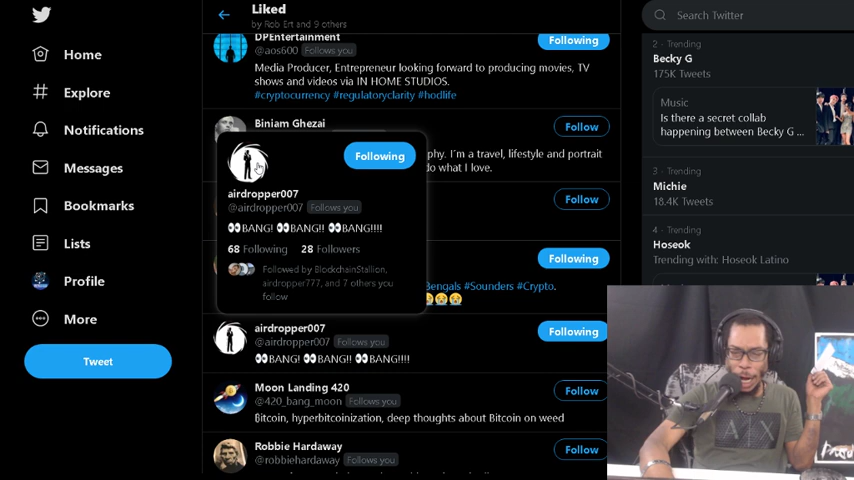 Home
Explore
Notifications
Messages
Bookmarks
Lists
Profile
More
Tweet
Liked
by Rob Ert and 9 others
DPEntertainment
@aos600 Follows you
Following
Media Producer, Entrepreneur looking forward to producing movies, TV
shows and videos via IN HOME STUDIOS.
#cryptocurrency #regulatoryclarity #hodlife
Biniam Ghezai
Follow
phy. I´m a travel, lifestyle and portrait
do what I love.
Following
airdropper007
@airdropper007 Follows you
👀BANG! 👀BANG!! 👀BANG!!!!
68 Following 28 Followers
Followed by BlockchainStallion,
airdropper777, and 7 others you
follow
Follow
Following
Bengals #Sounders #Crypto.
😭😭😭
airdropper007
@airdropper007 Follows you
Following
👀BANG! 👀BANG!! 👀BANG!!!!
Moon Landing 420
@420_bang_moon Follows you
Follow
Bitcoin, hyperbitcoinization, deep thoughts about Bitcoin on weed
Robbie Hardaway
@robbiehardaway Follows you
Follow
Search Twitter
2 · Trending
Becky G
175K Tweets
Music
Is there a secret collab
happening between Becky G ...
3 · Trending
Michie
18.4K Tweets
4 · Trending
Hoseok
Trending with: Hoseok Latino
A|X